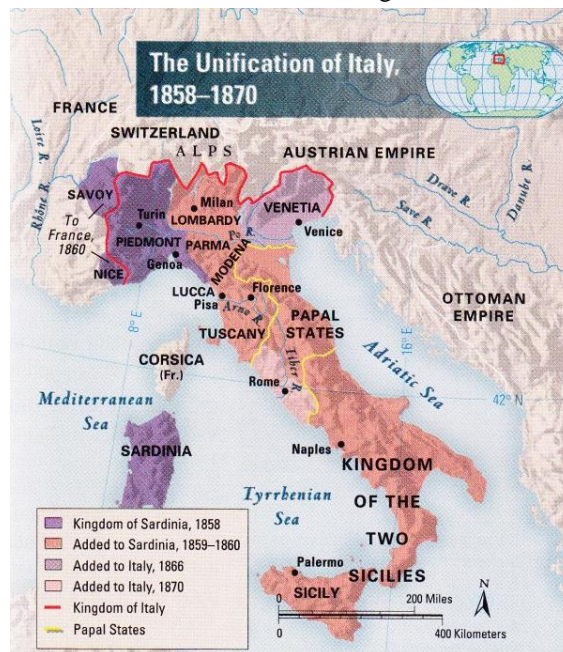 The Unification of Italy,
1858–1870
FRANCE
SWITZERLAND
ALPS
AUSTRIAN EMPIRE
Loire R.
Rhône R.
Drave R.
Danube R.
Save R.
SAVOY
To
France,
1860
Milan
LOMBARDY
VENETIA
Venice
Turin
PIEDMONT
PARMA
Po R.
MODENA
Genoa
NICE
LUCCA
Pisa
Florence
Arno R.
TUSCANY
PAPAL
STATES
OTTOMAN
EMPIRE
8° E
16° E
CORSICA
(Fr.)
Tiber R.
Adriatic Sea
Rome
42° N
Mediterranean
Sea
SARDINIA
Naples
KINGDOM
OF THE
TWO
SICILIES
Tyrrhenian
Sea
Palermo
SICILY
Kingdom of Sardinia, 1858
Added to Sardinia, 1859–1860
Added to Italy, 1866
Added to Italy, 1870
Kingdom of Italy
Papal States
N
0
200 Miles
0
400 Kilometers